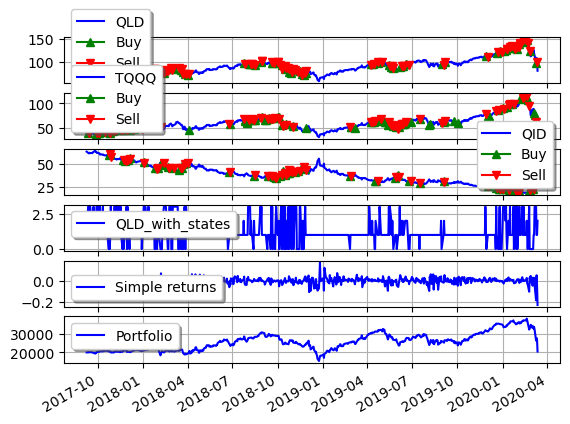 QLD
Buy
Sell
150
100
TQQQ
Buy
Sell
100
50
QID
Buy
Sell
50
25
QLD_with_states
2.5
0.0
Simple returns
0.0
−0.2
Portfolio
30000
20000
2017-10
2018-01
2018-04
2018-07
2018-10
2019-01
2019-04
2019-07
2019-10
2020-01
2020-04